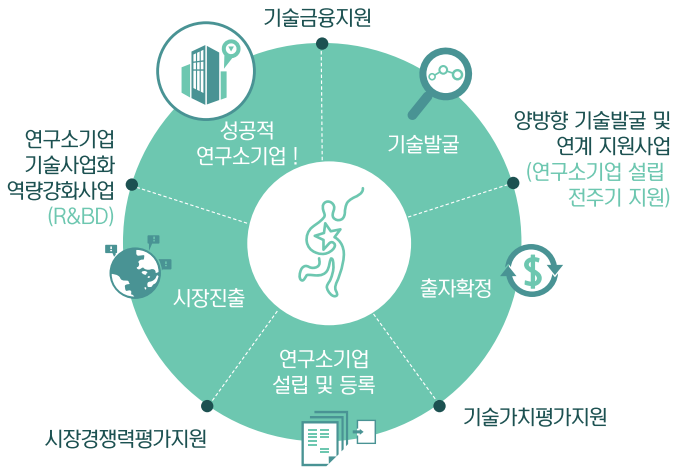 기술금융지원
성공적
연구소기업 !
기술발굴
양방향 기술발굴 및
연계 지원사업
(연구소기업 설립
전주기 지원)
연구소기업
기술사업화
역량강화사업
(R&BD)
시장진출
출자확정
$
연구소기업
설립 및 등록
기술가치평가지원
시장경쟁력평가지원